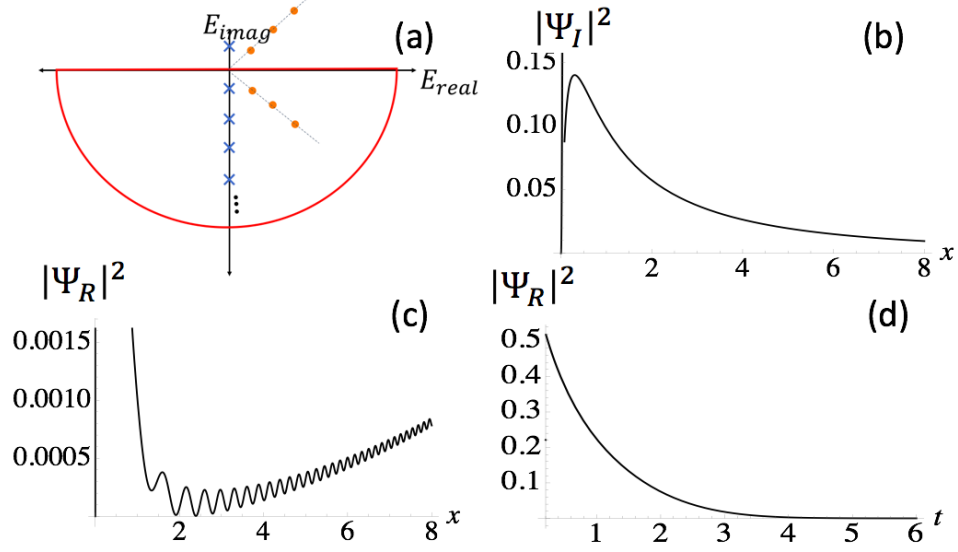 E_imag
(a)
E_real
|Ψ_I|²
(b)
0.15
0.10
0.05
2
4
6
8
x
|Ψ_R|²
(c)
0.0015
0.0010
0.0005
2
4
6
8
x
|Ψ_R|²
(d)
0.5
0.4
0.3
0.2
0.1
1
2
3
4
5
6
t